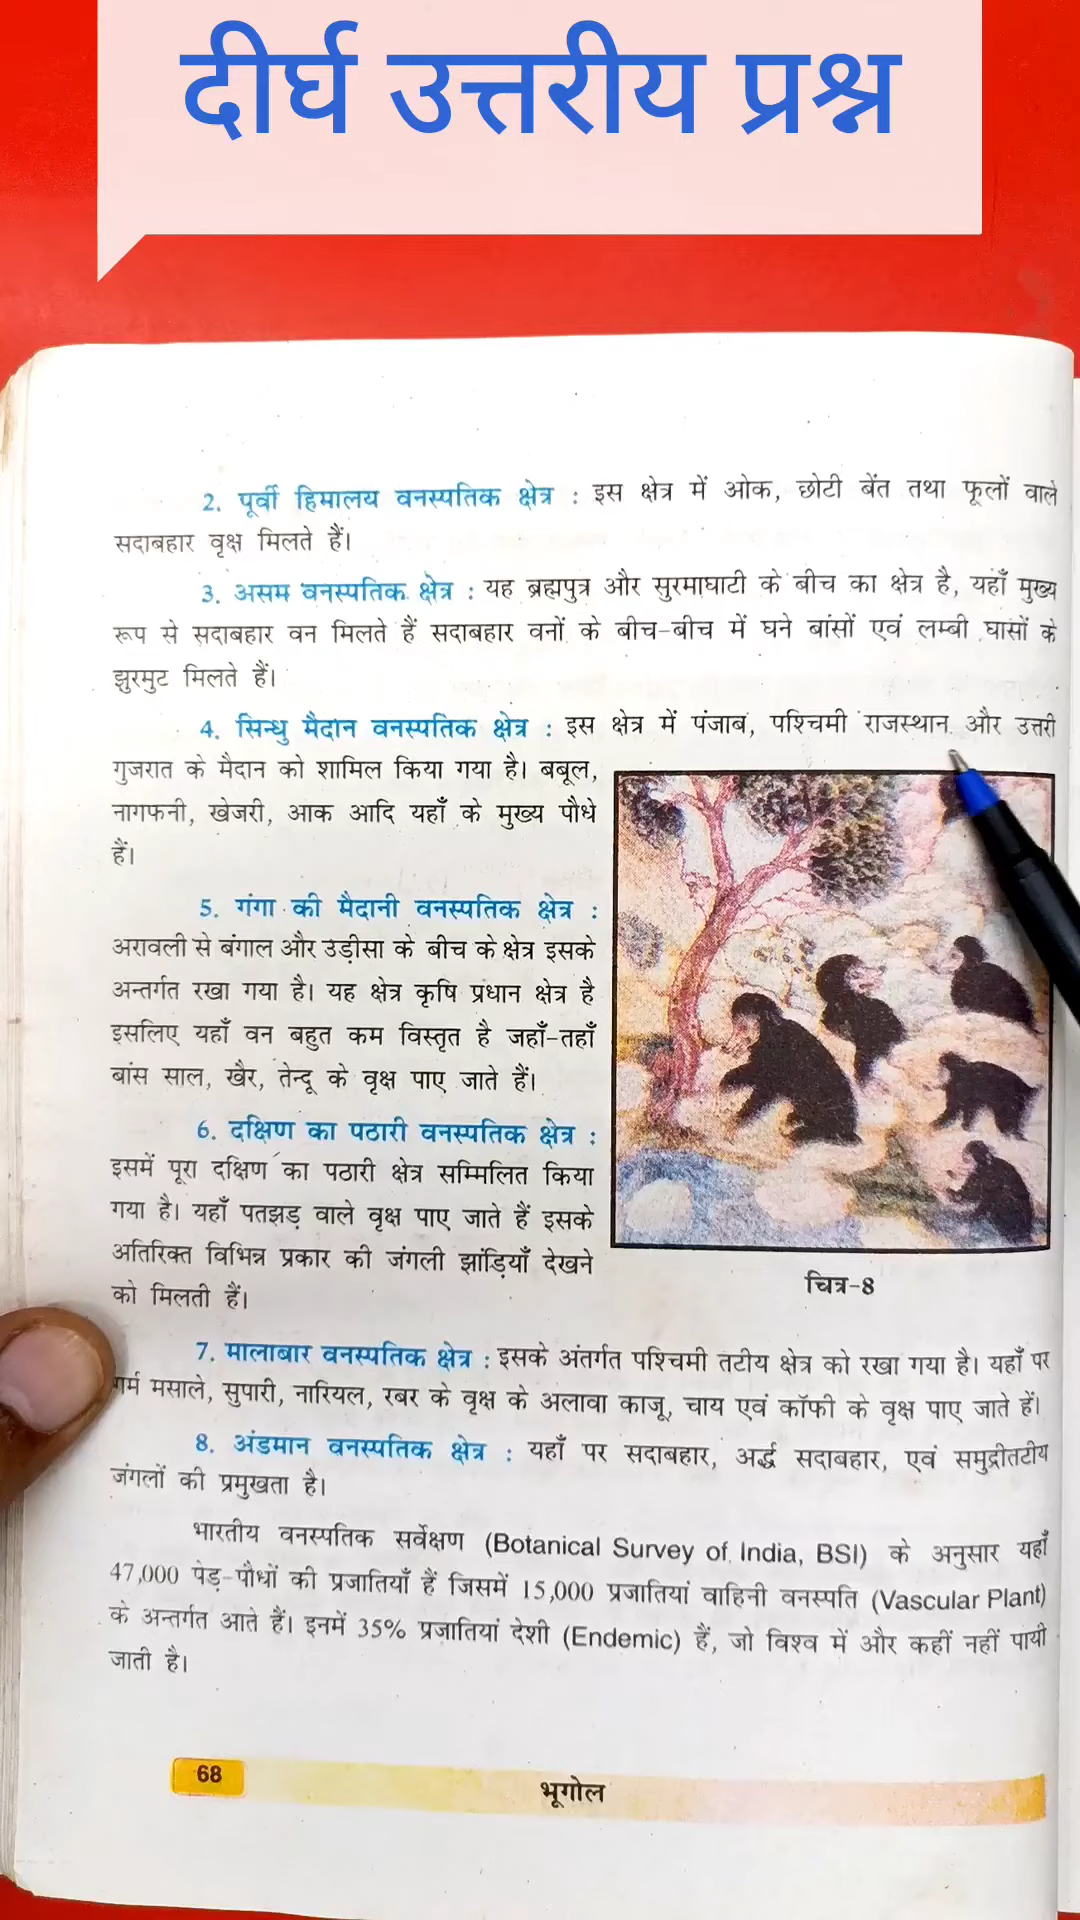 दीर्घ उत्तरीय प्रश्न
2. पूर्वी हिमालय वनस्पतिक क्षेत्र : इस क्षेत्र में ओक, छोटी बेंत तथा फूलों वाले
सदाबहार वृक्ष मिलते हैं।
3. असम वनस्पतिक क्षेत्र : यह ब्रह्मपुत्र और सुरमाघाटी के बीच का क्षेत्र है, यहाँ मुख्य
रूप से सदाबहार वन मिलते हैं सदाबहार वनों के बीच-बीच में घने बांसों एवं लम्बी घासों के
झुरमुट मिलते हैं।
4. सिन्धु मैदान वनस्पतिक क्षेत्र : इस क्षेत्र में पंजाब, पश्चिमी राजस्थान और उत्तरी
गुजरात के मैदान को शामिल किया गया है। बबूल,
नागफनी, खेजरी, आक आदि यहाँ के मुख्य पौधे
हैं।
5. गंगा की मैदानी वनस्पतिक क्षेत्र :
अरावली से बंगाल और उड़ीसा के बीच के क्षेत्र इसके
अन्तर्गत रखा गया है। यह क्षेत्र कृषि प्रधान क्षेत्र है
इसलिए यहाँ वन बहुत कम विस्तृत है जहाँ-तहाँ
बांस साल, खैर, तेन्दू के वृक्ष पाए जाते हैं।
6. दक्षिण का पठारी वनस्पतिक क्षेत्र :
इसमें पूरा दक्षिण का पठारी क्षेत्र सम्मिलित किया
गया है। यहाँ पतझड़ वाले वृक्ष पाए जाते हैं इसके
अतिरिक्त विभिन्न प्रकार की जंगली झांड़ियाँ देखने
को मिलती हैं।
चित्र-8
7. मालाबार वनस्पतिक क्षेत्र : इसके अंतर्गत पश्चिमी तटीय क्षेत्र को रखा गया है। यहाँ पर
गर्म मसाले, सुपारी, नारियल, रबर के वृक्ष के अलावा काजू, चाय एवं कॉफी के वृक्ष पाए जाते हें।
8. अंडमान वनस्पतिक क्षेत्र : यहाँ पर सदाबहार, अर्द्ध सदाबहार, एवं समुद्रीतटीय
जंगलों की प्रमुखता है।
भारतीय वनस्पतिक सर्वेक्षण (Botanical Survey of India, BSI) के अनुसार यहाँ
47,000 पेड़-पौधों की प्रजातियाँ हैं जिसमें 15,000 प्रजातियां वाहिनी वनस्पति (Vascular Plant)
के अन्तर्गत आते हैं। इनमें 35% प्रजातियां देशी (Endemic) हैं, जो विश्व में और कहीं नहीं पायी
जाती है।
68
भूगोल